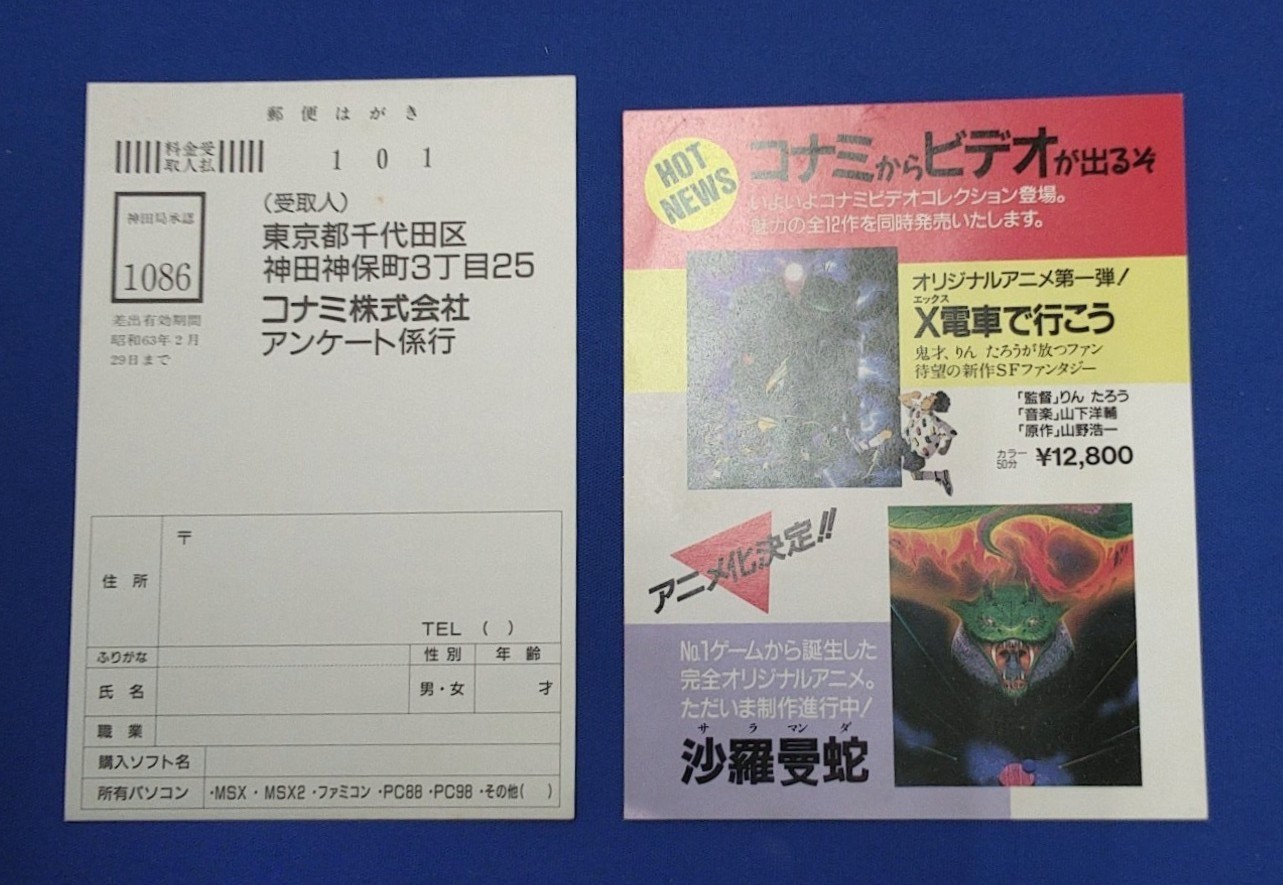 郵便はがき
料金受
取人払
101
神田局承認
1086
差出有効期間
昭和63年2月
29日まで
（受取人）
東京都千代田区
神田神保町3丁目25
コナミ株式会社
アンケート係行
住所
〒
TEL （ ）
ふりがな
性別
年齢
氏名
男・女
才
職業
購入ソフト名
所有パソコン
・MSX ・MSX2 ・ファミコン ・PC88 ・PC98 ・その他（ ）
HOT
NEWS
コナミからビデオが出るぞ
いよいよコナミビデオコレクション登場。
魅力の全12作を同時発売いたします。
オリジナルアニメ第一弾！
エックス
X電車で行こう
鬼才、りん たろうが放つファン
待望の新作SFファンタジー
「監督」りん たろう
「音楽」山下洋輔
「原作」山野浩一
カラー
50分
¥12,800
アニメ化決定!!
No.1ゲームから誕生した
完全オリジナルアニメ。
ただいま制作進行中！
サラマンダ
沙羅曼蛇